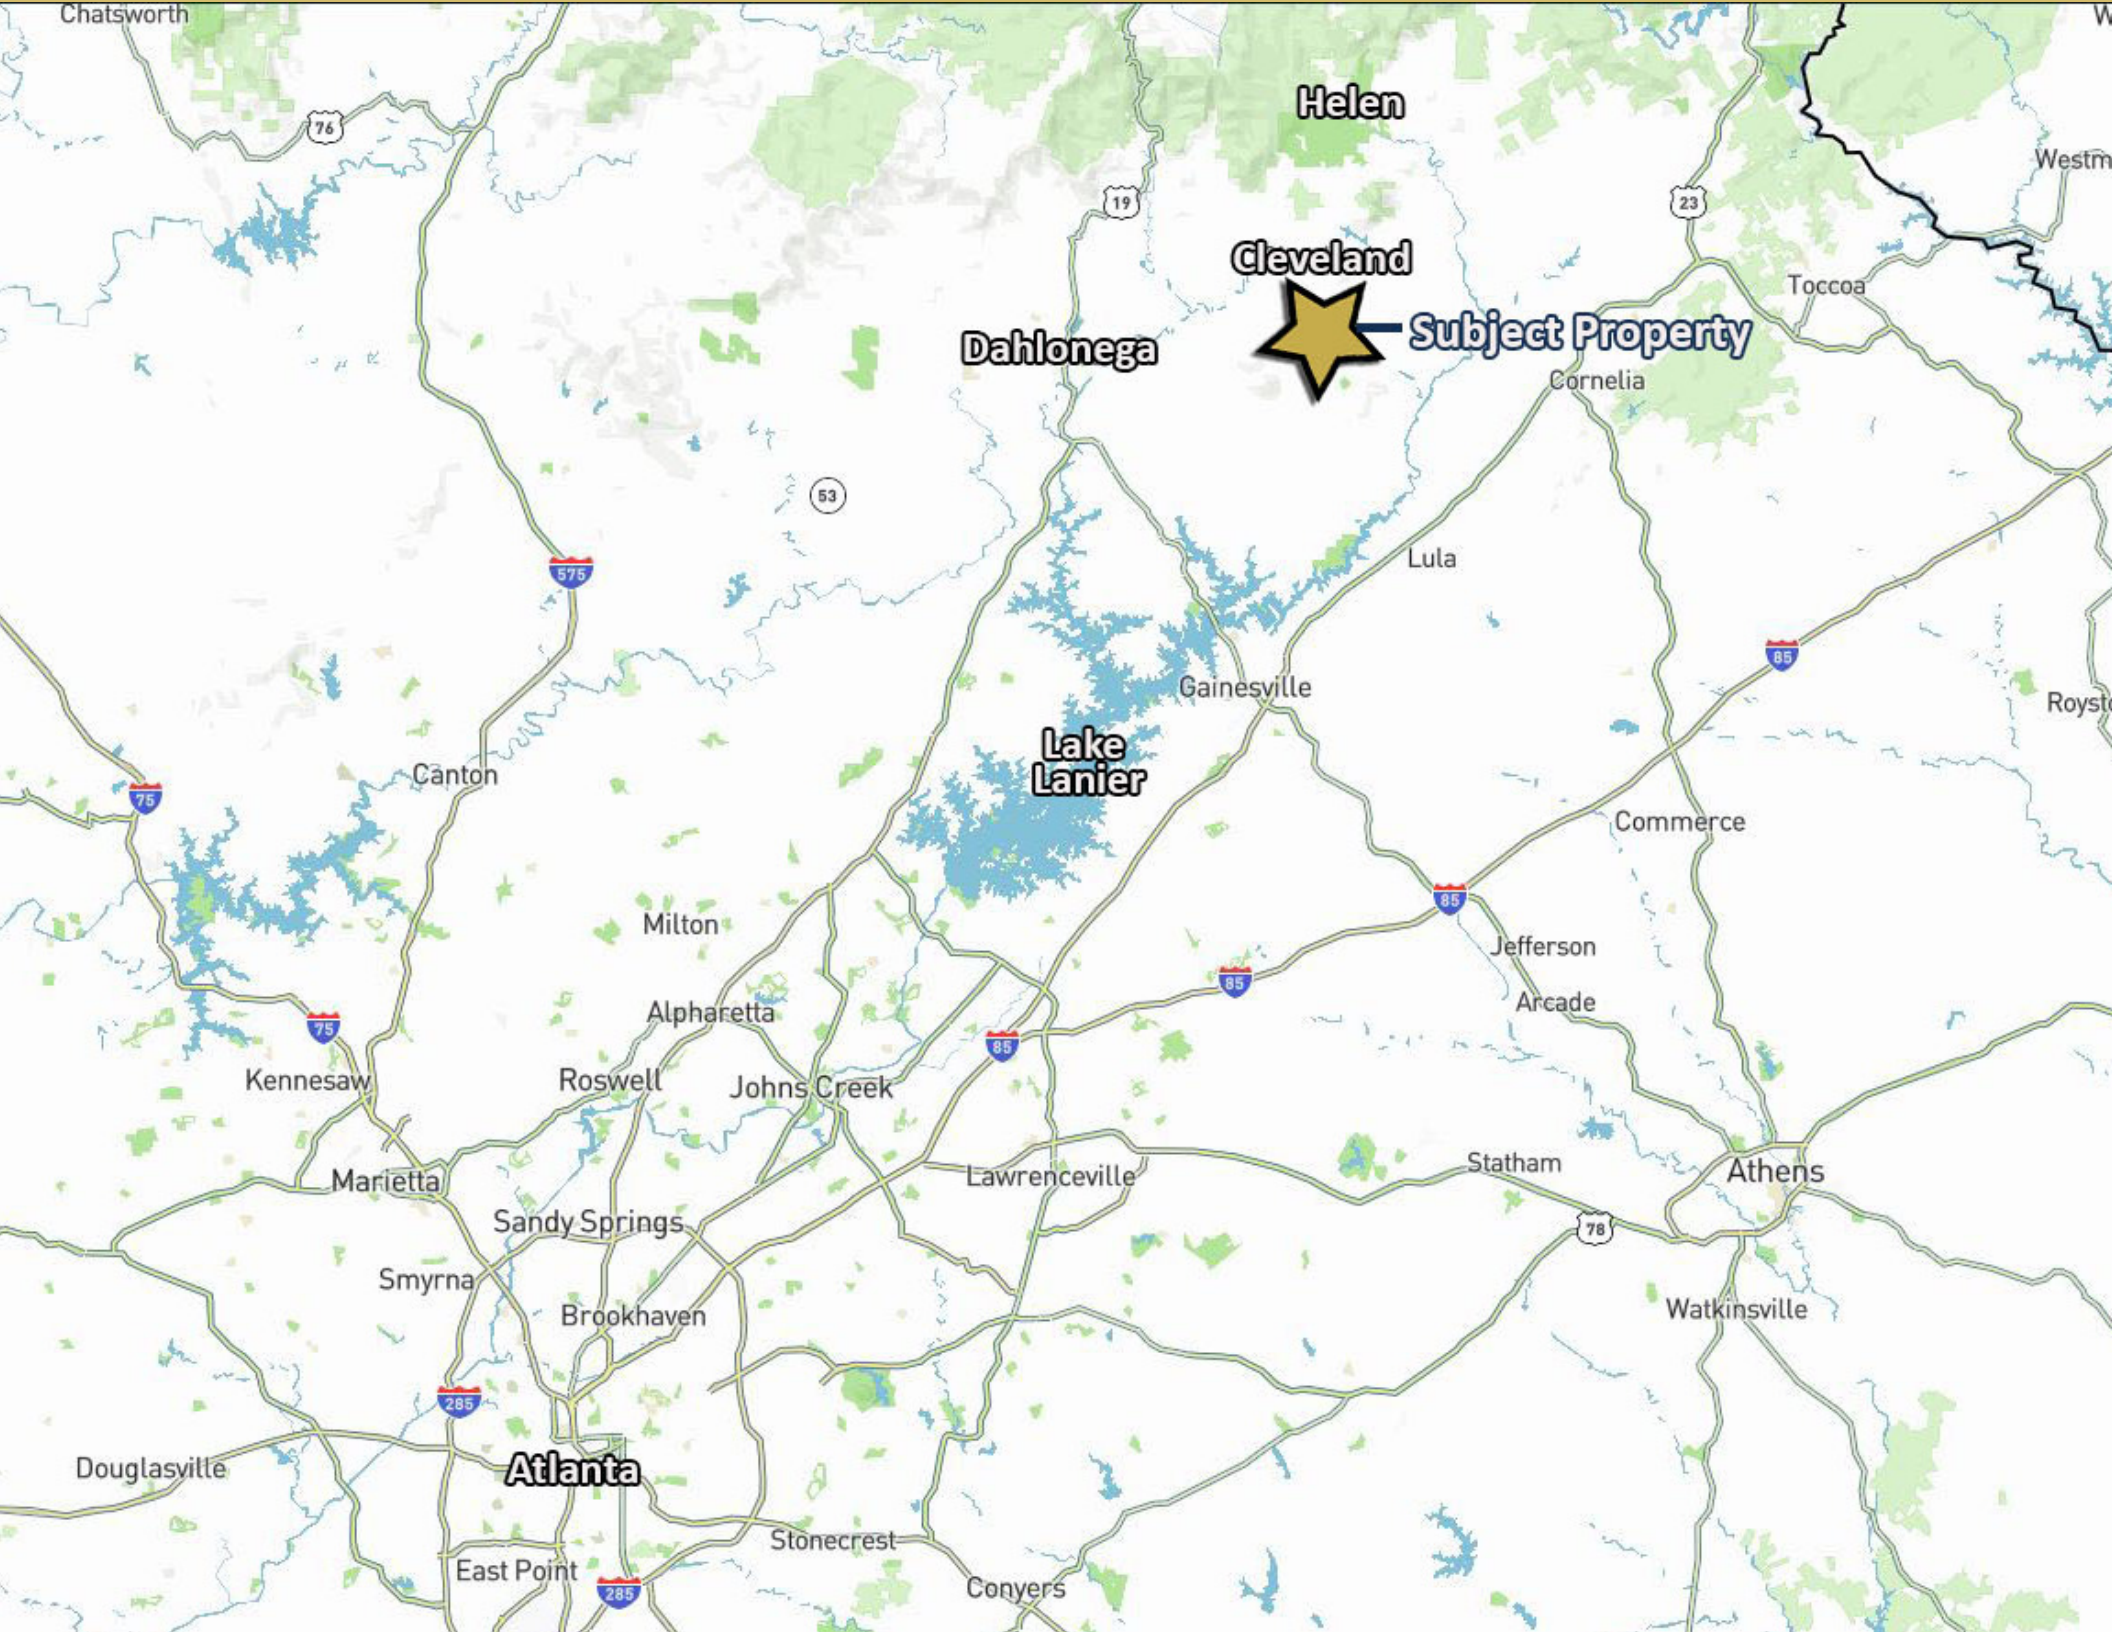 Chatsworth
W
76
Helen
Westm
19
23
Cleveland
Toccoa
Subject Property
Dahlonega
Cornelia
53
Lula
575
85
Gainesville
Royst
Lake
Lanier
Canton
75
Commerce
85
Milton
Jefferson
85
Arcade
Alpharetta
75
85
Kennesaw
Roswell
Johns Creek
Statham
Athens
Marietta
Lawrenceville
Sandy Springs
78
Smyrna
Watkinsville
Brookhaven
285
Douglasville
Atlanta
Stonecrest
East Point
285
Conyers